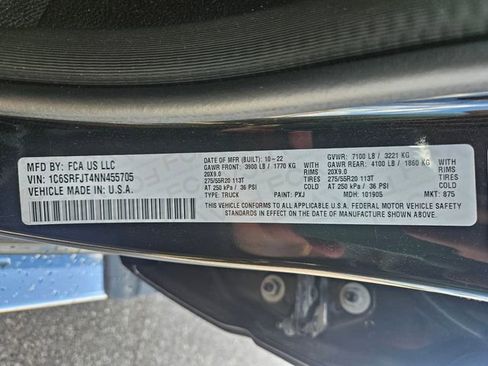 MFD BY: FCA US LLC
VIN: 1C6SRFJT4NN455705
VEHICLE MADE IN: U.S.A.
DATE OF MFR (BUILT): 10-22 GVWR: 7100 LB / 3221 KG
GAWR FRONT: 3900 LB / 1770 KG GAWR REAR: 4100 LB / 1860 KG
20X9.0 RIMS 20X9.0 RIMS
275/55R20 113T TIRES 275/55R20 113T TIRES
AT 250 kPa / 36 PSI AT 250 kPa / 36 PSI
TYPE: TRUCK PAINT: PXJ MDH: 101905 MKT: 875
THIS VEHICLE CONFORMS TO ALL APPLICABLE U.S.A. FEDERAL MOTOR VEHICLE SAFETY
STANDARDS IN EFFECT ON THE DATE OF MANUFACTURE SHOWN ABOVE.